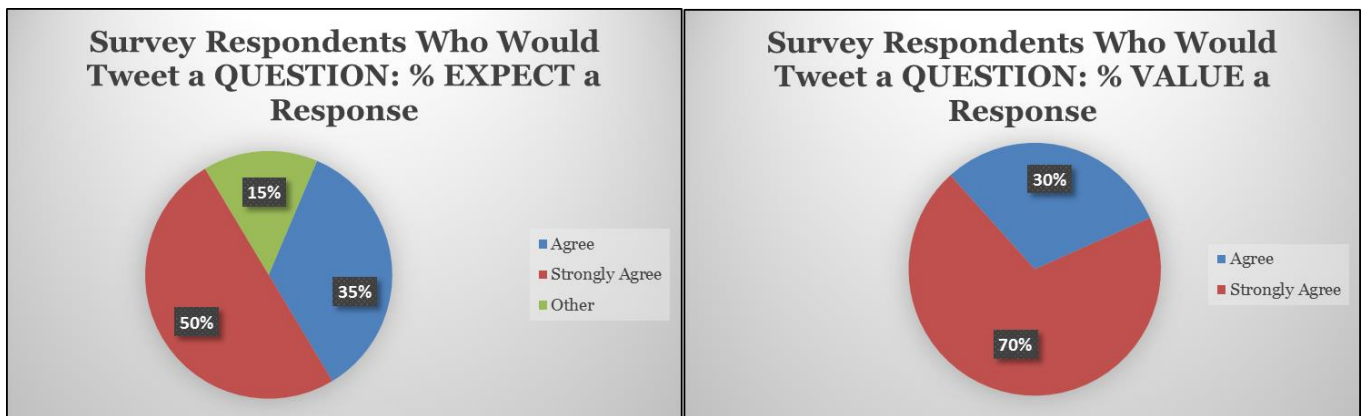 Survey Respondents Who Would
Tweet a QUESTION: % EXPECT a
Response
15%
35%
50%
Agree
Strongly Agree
Other
Survey Respondents Who Would
Tweet a QUESTION: % VALUE a
Response
30%
70%
Agree
Strongly Agree